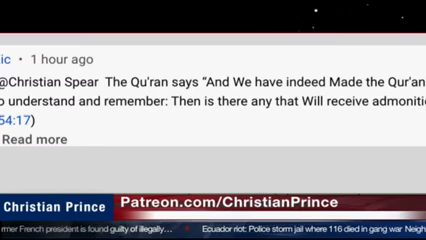 ic • 1 hour ago
@Christian Spear The Qu'ran says “And We have indeed Made the Qur'an
o understand and remember: Then is there any that Will receive admoniti
54:17)
Read more
Christian Prince
Patreon.com/ChristianPrince
rmer French president is found guilty of illegally…
Ecuador riot: Police storm jail where 116 died in gang war Neigh